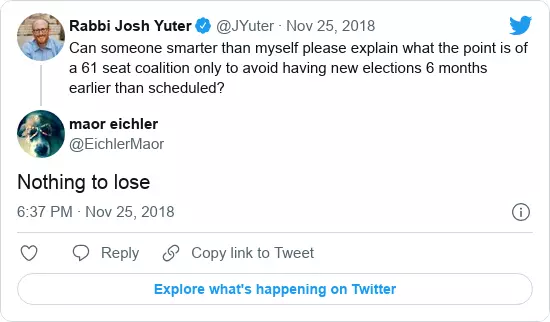 Rabbi Josh Yuter @JYuter · Nov 25, 2018
Can someone smarter than myself please explain what the point is of
a 61 seat coalition only to avoid having new elections 6 months
earlier than scheduled?
maor eichler
@EichlerMaor
Nothing to lose
6:37 PM · Nov 25, 2018
Reply
Copy link to Tweet
Explore what's happening on Twitter